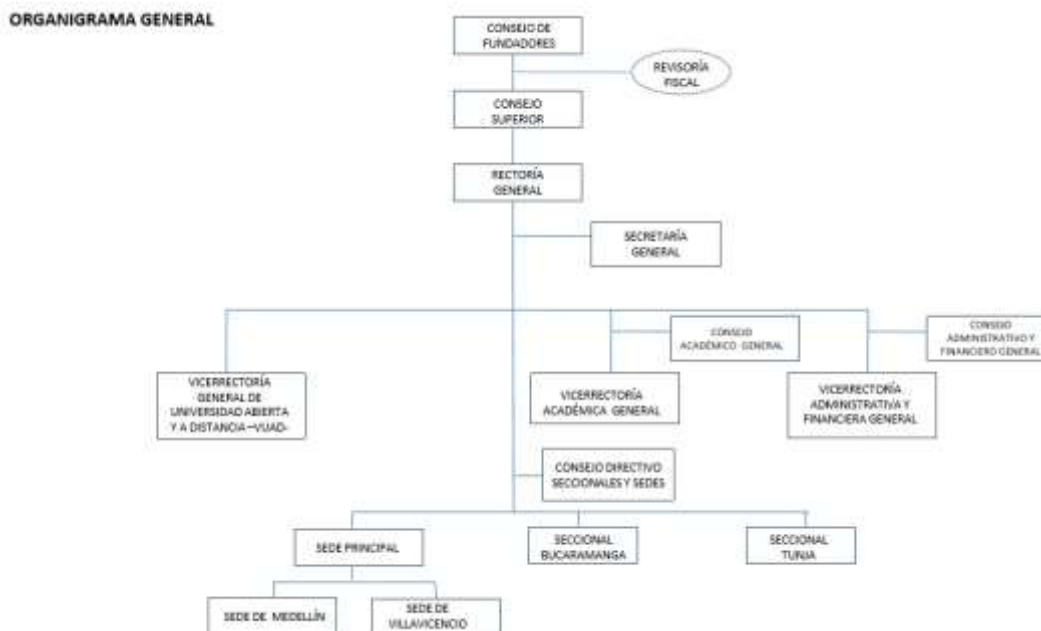 ORGANIGRAMA GENERAL
CONSEJO DE
FUNDADORES
REVISORÍA
FISCAL
CONSEJO
SUPERIOR
RECTORÍA
GENERAL
SECRETARÍA
GENERAL
CONSEJO
ACADÉMICO GENERAL
CONSEJO
ADMINISTRATIVO Y
FINANCIERO GENERAL
VICERRECTORÍA
GENERAL DE
UNIVERSIDAD ABIERTA
Y A DISTANCIA –VUAD-
VICERRECTORÍA
ACADÉMICA GENERAL
VICERRECTORÍA
ADMINISTRATIVA Y
FINANCIERA GENERAL
CONSEJO DIRECTIVO
SECCIONALES Y SEDES
SEDE PRINCIPAL
SECCIONAL
BUCARAMANGA
SECCIONAL
TUNJA
SEDE DE MEDELLÍN
SEDE DE
VILLAVICENCIO